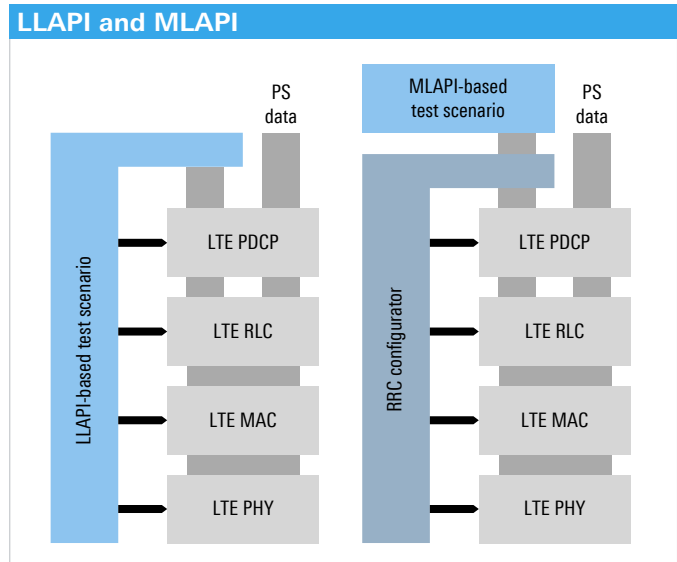 LLAPI and MLAPI
PS
data
LLAPI-based test scenario
LTE PDCP
LTE RLC
LTE MAC
LTE PHY
MLAPI-based
test scenario
PS
data
RRC configurator
LTE PDCP
LTE RLC
LTE MAC
LTE PHY